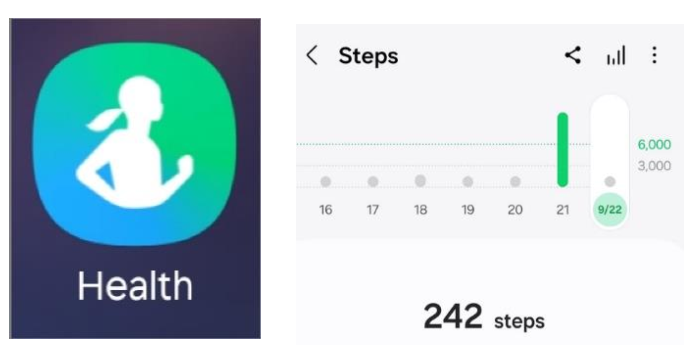 Health
Steps
6,000
3,000
16 17 18 19 20 21 9/22
242 steps